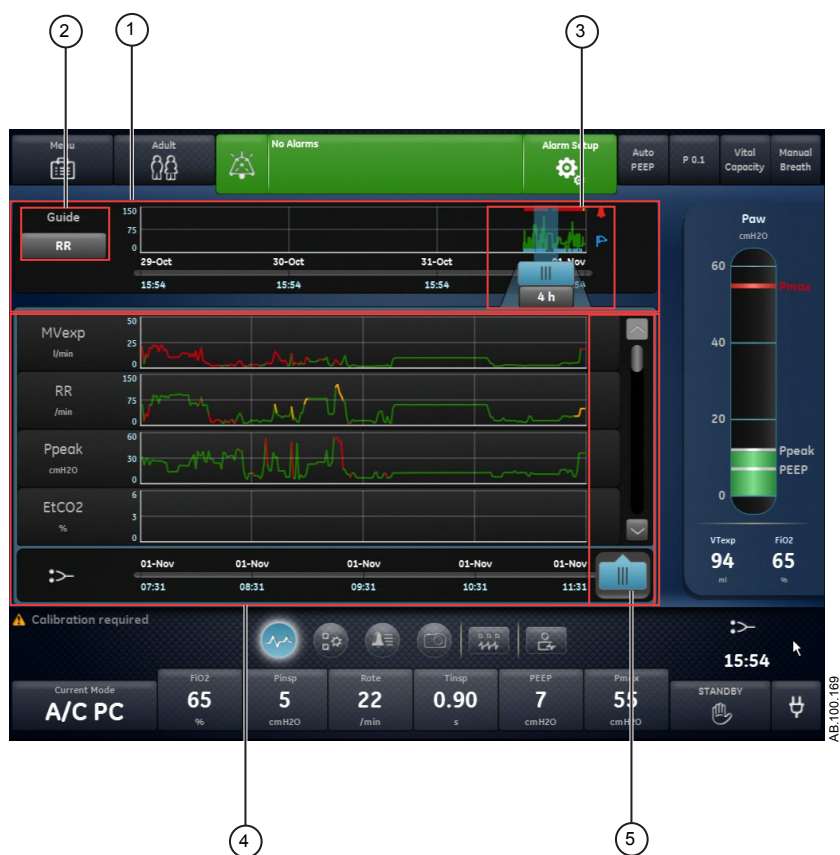 2
1
3
Menu
Adult
No Alarms
Alarm Setup
Auto PEEP
P 0.1
Vital Capacity
Manual Breath
Guide
RR
150
75
0
29-Oct
30-Oct
31-Oct
01-Nov
15:54
15:54
15:54
4 h
MVexp
l/min
50
25
0
RR
/min
150
75
0
Ppeak
cmH2O
60
30
0
EtCO2
%
6
3
0
01-Nov
01-Nov
01-Nov
01-Nov
01-Nov
07:31
08:31
09:31
10:31
11:31
Paw
cmH2O
60
Pmax
40
20
Ppeak
PEEP
0
VTexp
FiO2
94
65
ml
%
Calibration required
15:54
Current Mode
A/C PC
FiO2
65
%
Pinsp
5
cmH2O
Rate
22
/min
Tinsp
0.90
s
PEEP
7
cmH2O
Pmax
55
cmH2O
STANDBY
AB.100.169
4
5